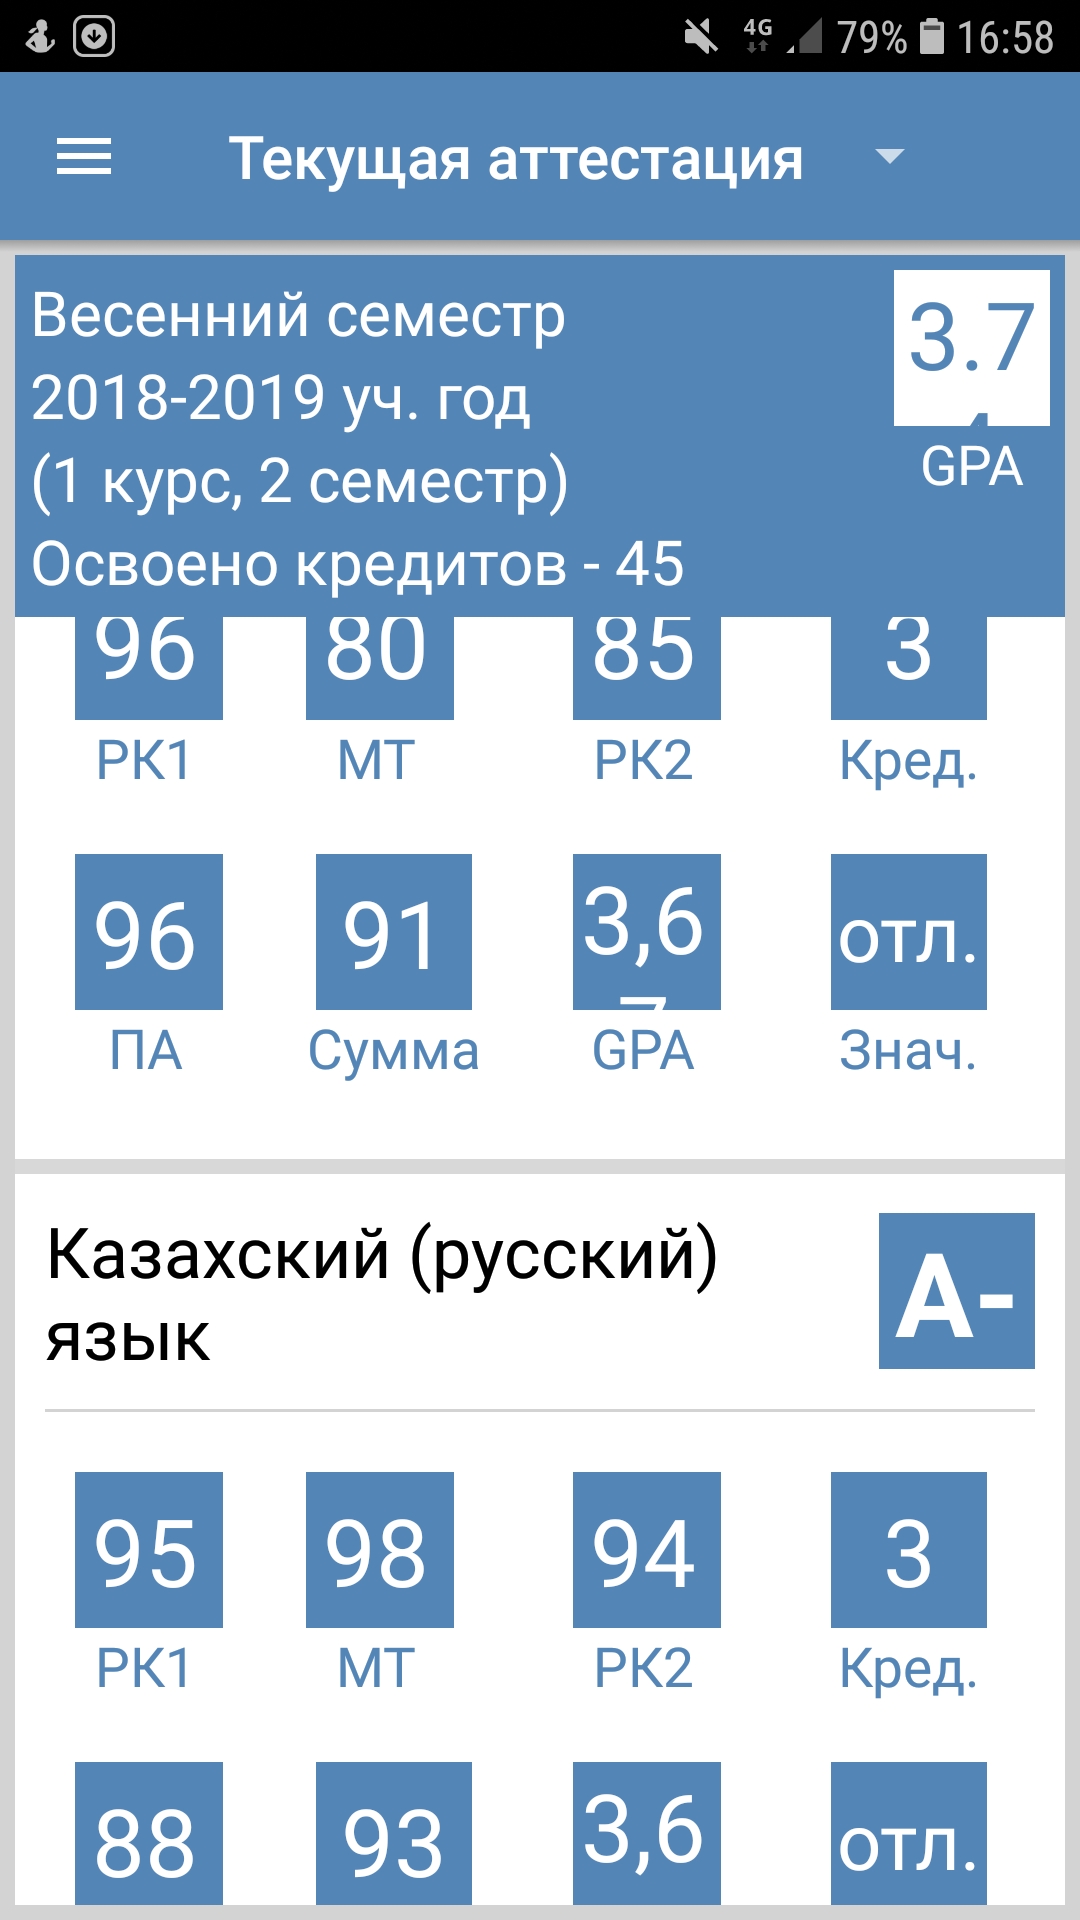 4G 79% 16:58
Текущая аттестация
Весенний семестр
2018-2019 уч. год
(1 курс, 2 семестр)
Освоено кредитов - 45
3.7
GPA
96 80 85 3
РК1 МТ РК2 Кред.
96 91 3,6 отл.
ПА Сумма GPA Знач.
Казахский (русский)
язык
A-
95 98 94 3
РК1 МТ РК2 Кред.
88 93 3,6 отл.